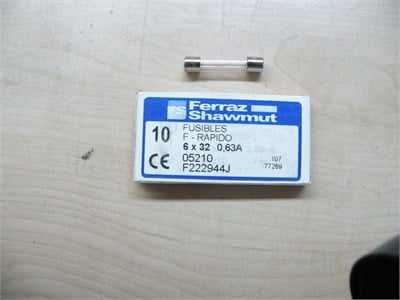 Ferraz
Shawmut
10 FUSIBLES
F - RAPIDO
6 x 32 0,63A
CE 05210 107
F222944J 77269